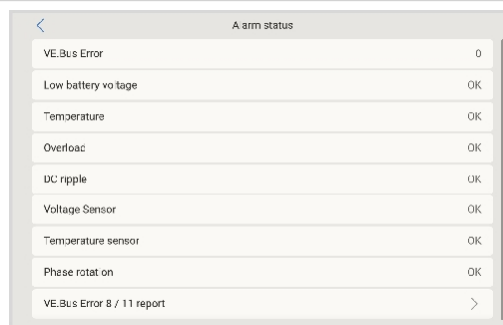 Alarm status
VE.Bus Error 0
Low battery voltage OK
Temperature OK
Overload OK
DC ripple OK
Voltage Sensor OK
Temperature sensor OK
Phase rotation OK
VE.Bus Error 8 / 11 report